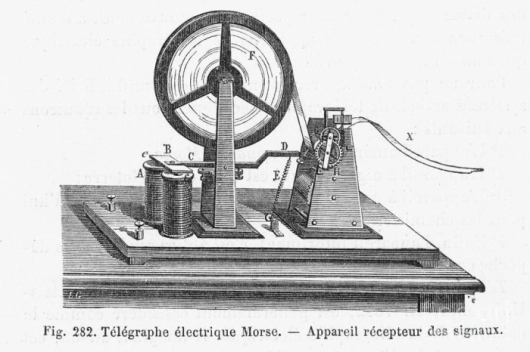 F
X
B
C
D
c
A
E
R
Fig. 282. Télégraphe électrique Morse. — Appareil récepteur des signaux.